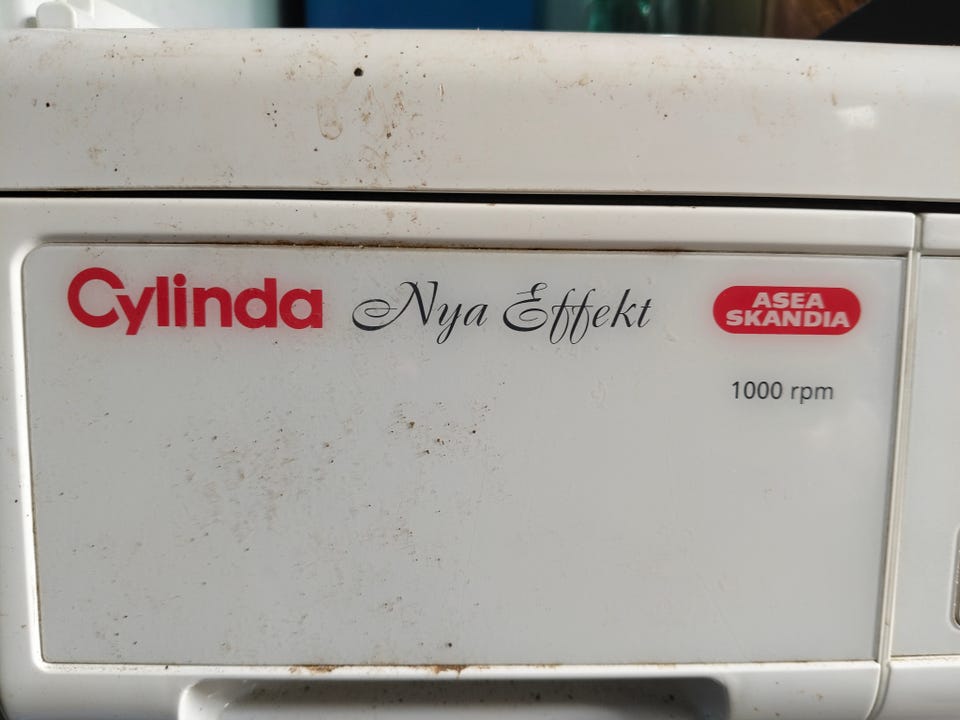 Cylinda Nya Effekt
ASEA
SKANDIA
1000 rpm